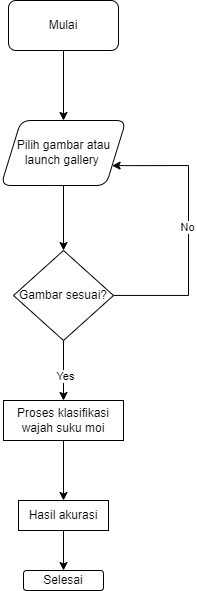 Mulai
Pilih gambar atau
launch gallery
No
Gambar sesuai?
Yes
Proses klasifikasi
wajah suku moi
Hasil akurasi
Selesai